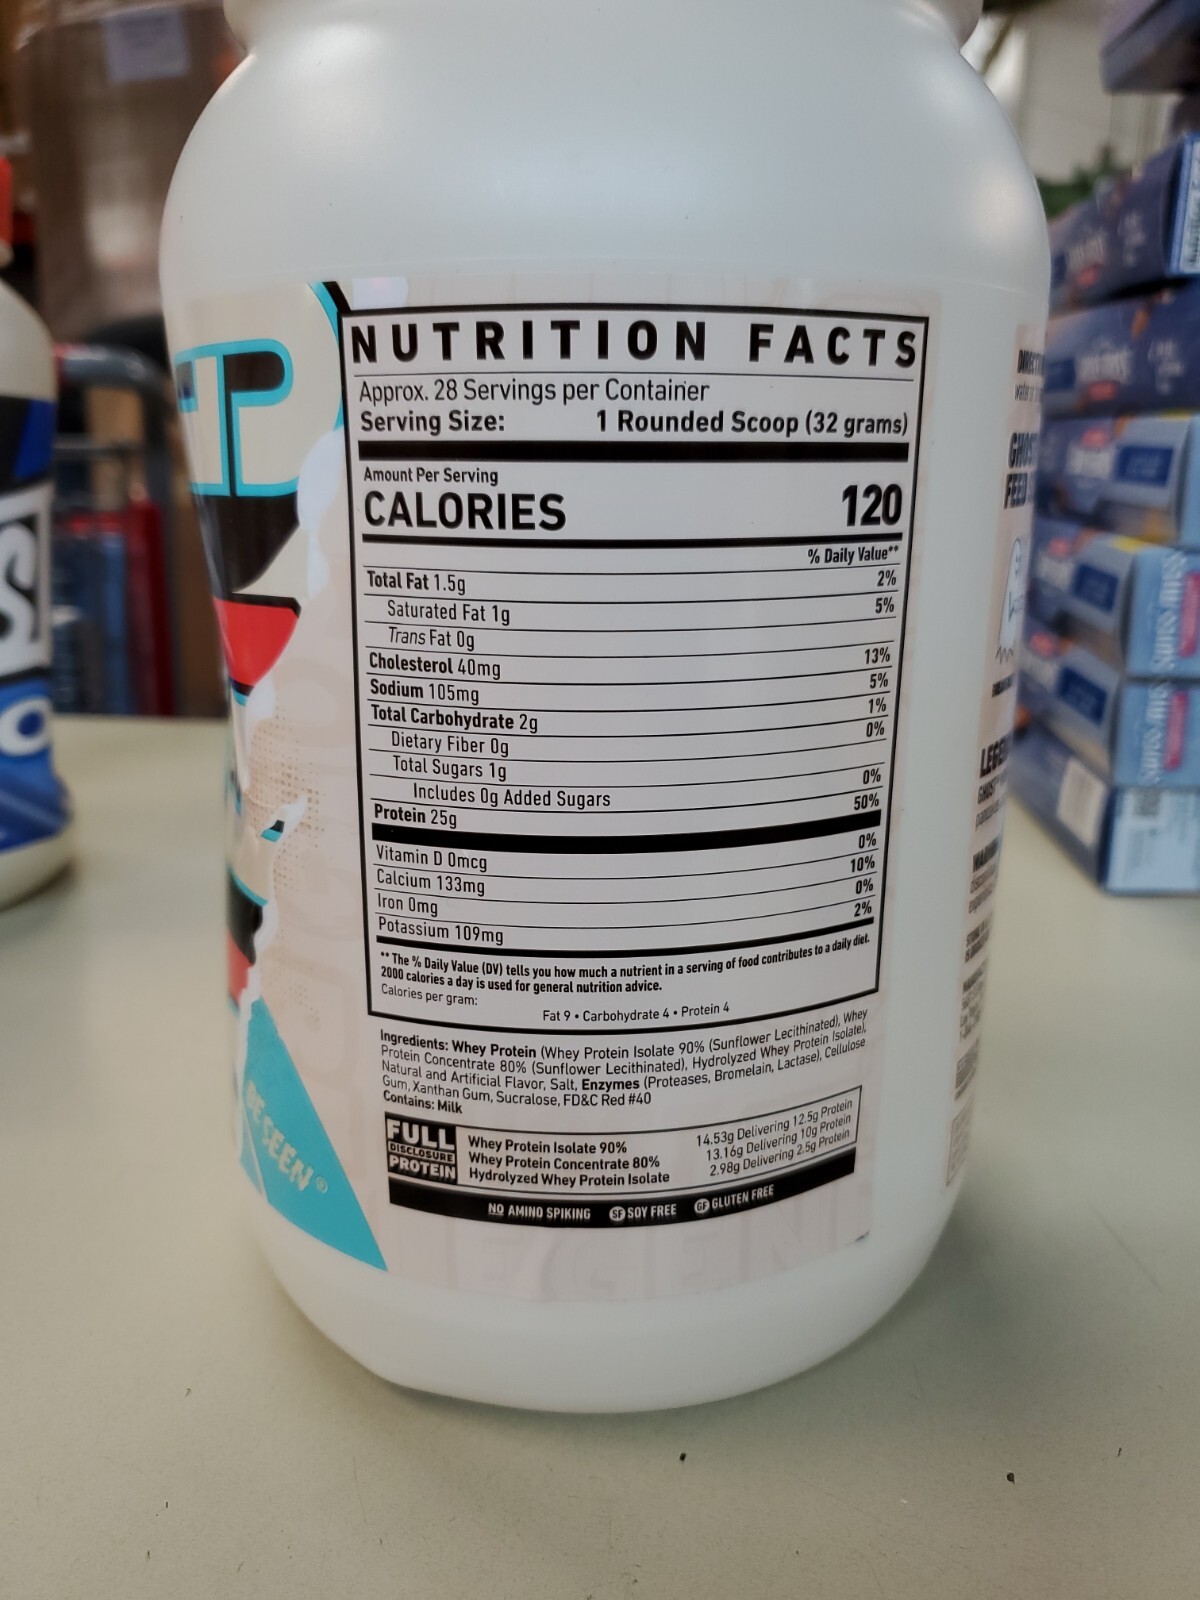 NUTRITION FACTS
Approx. 28 Servings per Container
Serving Size: 1 Rounded Scoop (32 grams)
Amount Per Serving
CALORIES 120
% Daily Value**
Total Fat 1.5g 2%
Saturated Fat 1g 5%
Trans Fat 0g
Cholesterol 40mg 13%
Sodium 105mg 5%
Total Carbohydrate 2g 1%
Dietary Fiber 0g 0%
Total Sugars 1g
Includes 0g Added Sugars 0%
Protein 25g 50%
Vitamin D 0mcg 0%
Calcium 133mg 10%
Iron 0mg 0%
Potassium 109mg 2%
** The % Daily Value (DV) tells you how much a nutrient in a serving of food contributes to a daily diet.
2000 calories a day is used for general nutrition advice.
Calories per gram:
Fat 9 • Carbohydrate 4 • Protein 4
Ingredients: Whey Protein (Whey Protein Isolate 90% (Sunflower Lecithinated), Whey
Protein Concentrate 80% (Sunflower Lecithinated), Hydrolyzed Whey Protein Isolate),
Natural and Artificial Flavor, Salt, Enzymes (Proteases, Bromelain, Lactase), Cellulose
Gum, Xanthan Gum, Sucralose, FD&C Red #40
Contains: Milk
FULL
DISCLOSURE
PROTEIN
Whey Protein Isolate 90% 14.53g Delivering 12.5g Protein
Whey Protein Concentrate 80% 13.16g Delivering 10g Protein
Hydrolyzed Whey Protein Isolate 2.98g Delivering 2.5g Protein
NO AMINO SPIKING SF SOY FREE GF GLUTEN FREE
BE SEEN®
FEED
swiss miss
swiss miss